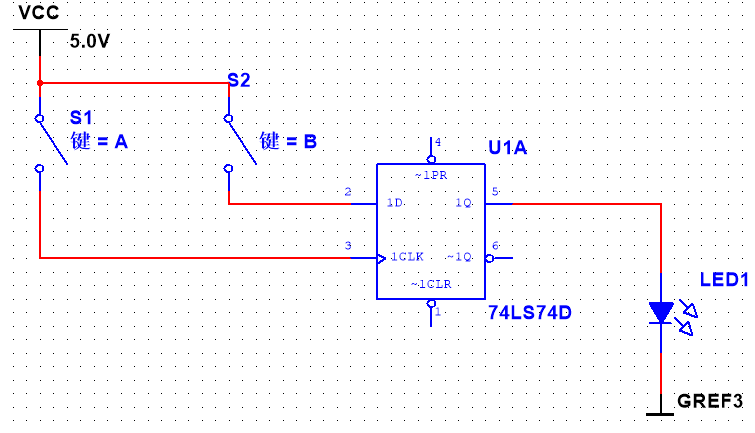 VCC
5.0V
S2
S1
键 = A
键 = B
4
U1A
~1PR
2
1D
1Q
5
3
1CLK
~1Q
6
~1CLR
1
74LS74D
LED1
GREF3